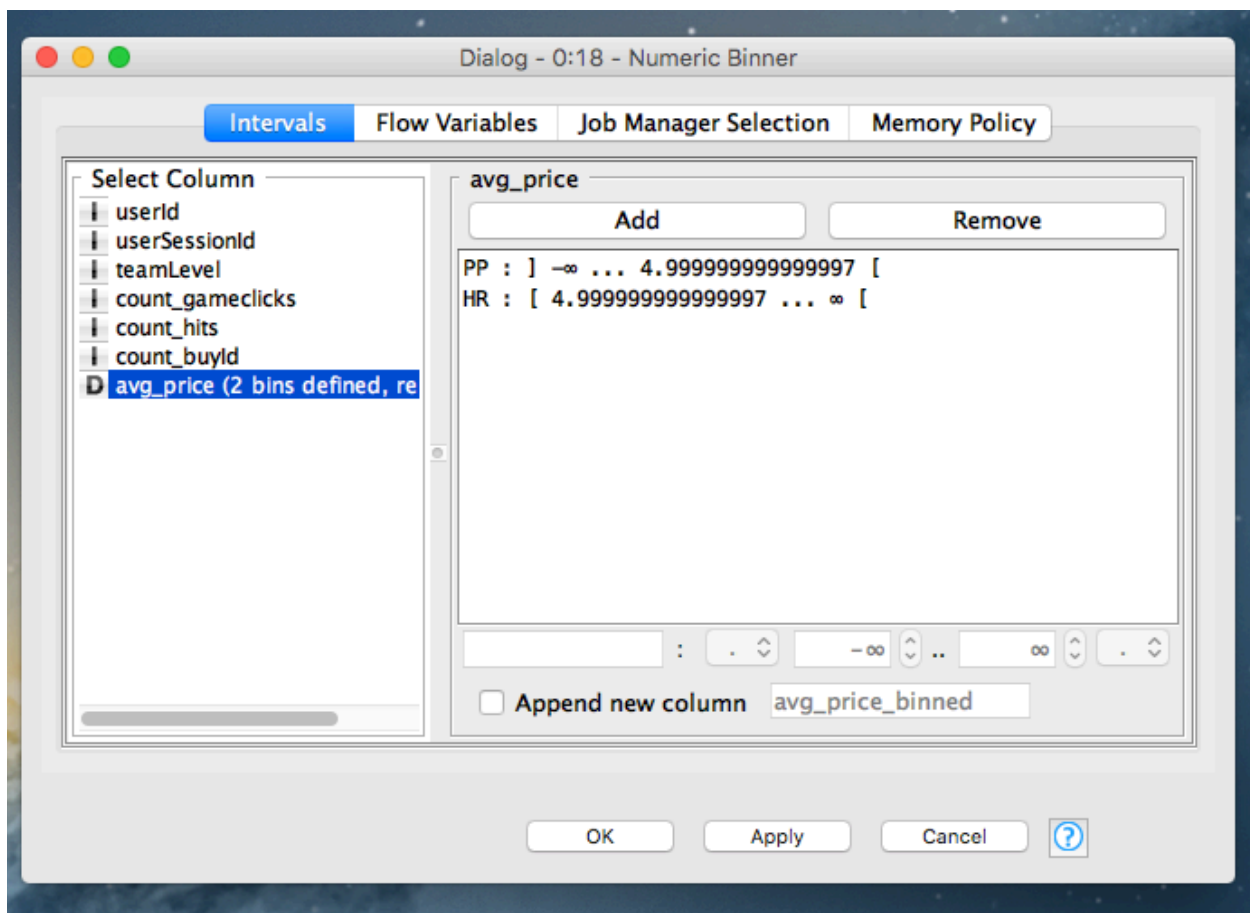 Dialog - 0:18 - Numeric Binner
Intervals Flow Variables Job Manager Selection Memory Policy
Select Column
I userId
I userSessionId
I teamLevel
I count_gameclicks
I count_hits
I count_buyId
D avg_price (2 bins defined, re
avg_price
Add Remove
PP : ] -∞ ... 4.999999999999997 [
HR : [ 4.999999999999997 ... ∞ [
: . -∞ .. ∞ .
Append new column avg_price_binned
OK Apply Cancel ?